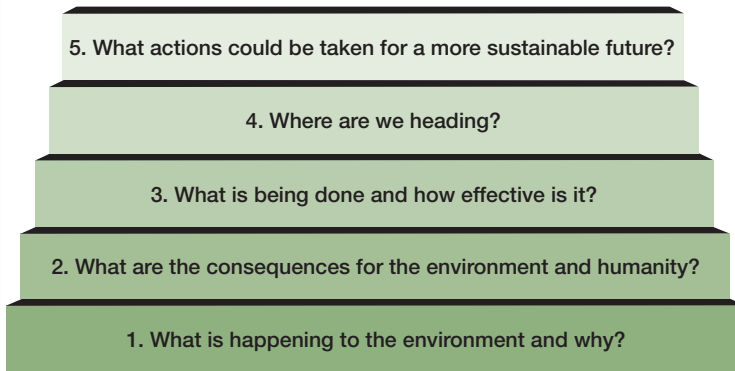 5. What actions could be taken for a more sustainable future?
4. Where are we heading?
3. What is being done and how effective is it?
2. What are the consequences for the environment and humanity?
1. What is happening to the environment and why?